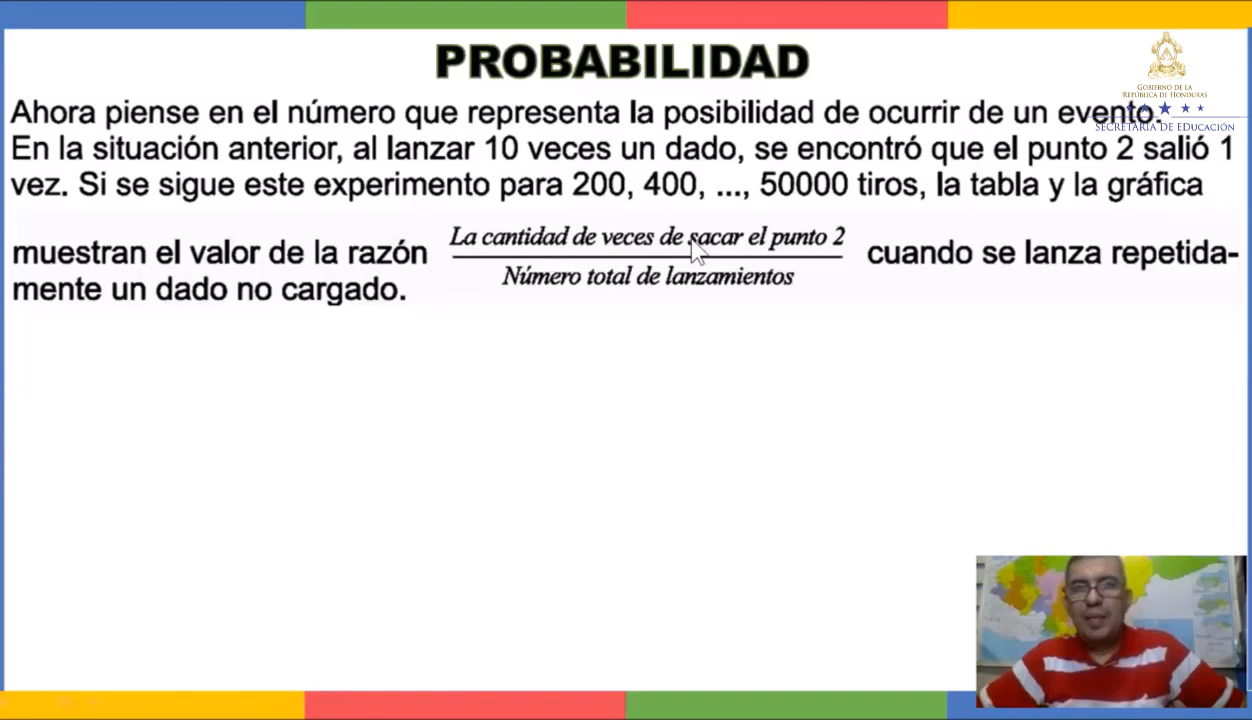 PROBABILIDAD
GOBIERNO DE LA
REPÚBLICA DE HONDURAS
SECRETARÍA DE EDUCACIÓN
Ahora piense en el número que representa la posibilidad de ocurrir de un evento.
En la situación anterior, al lanzar 10 veces un dado, se encontró que el punto 2 salió 1
vez. Si se sigue este experimento para 200, 400, ..., 50000 tiros, la tabla y la gráfica
muestran el valor de la razón
La cantidad de veces de sacar el punto 2
Número total de lanzamientos
cuando se lanza repetida-
mente un dado no cargado.